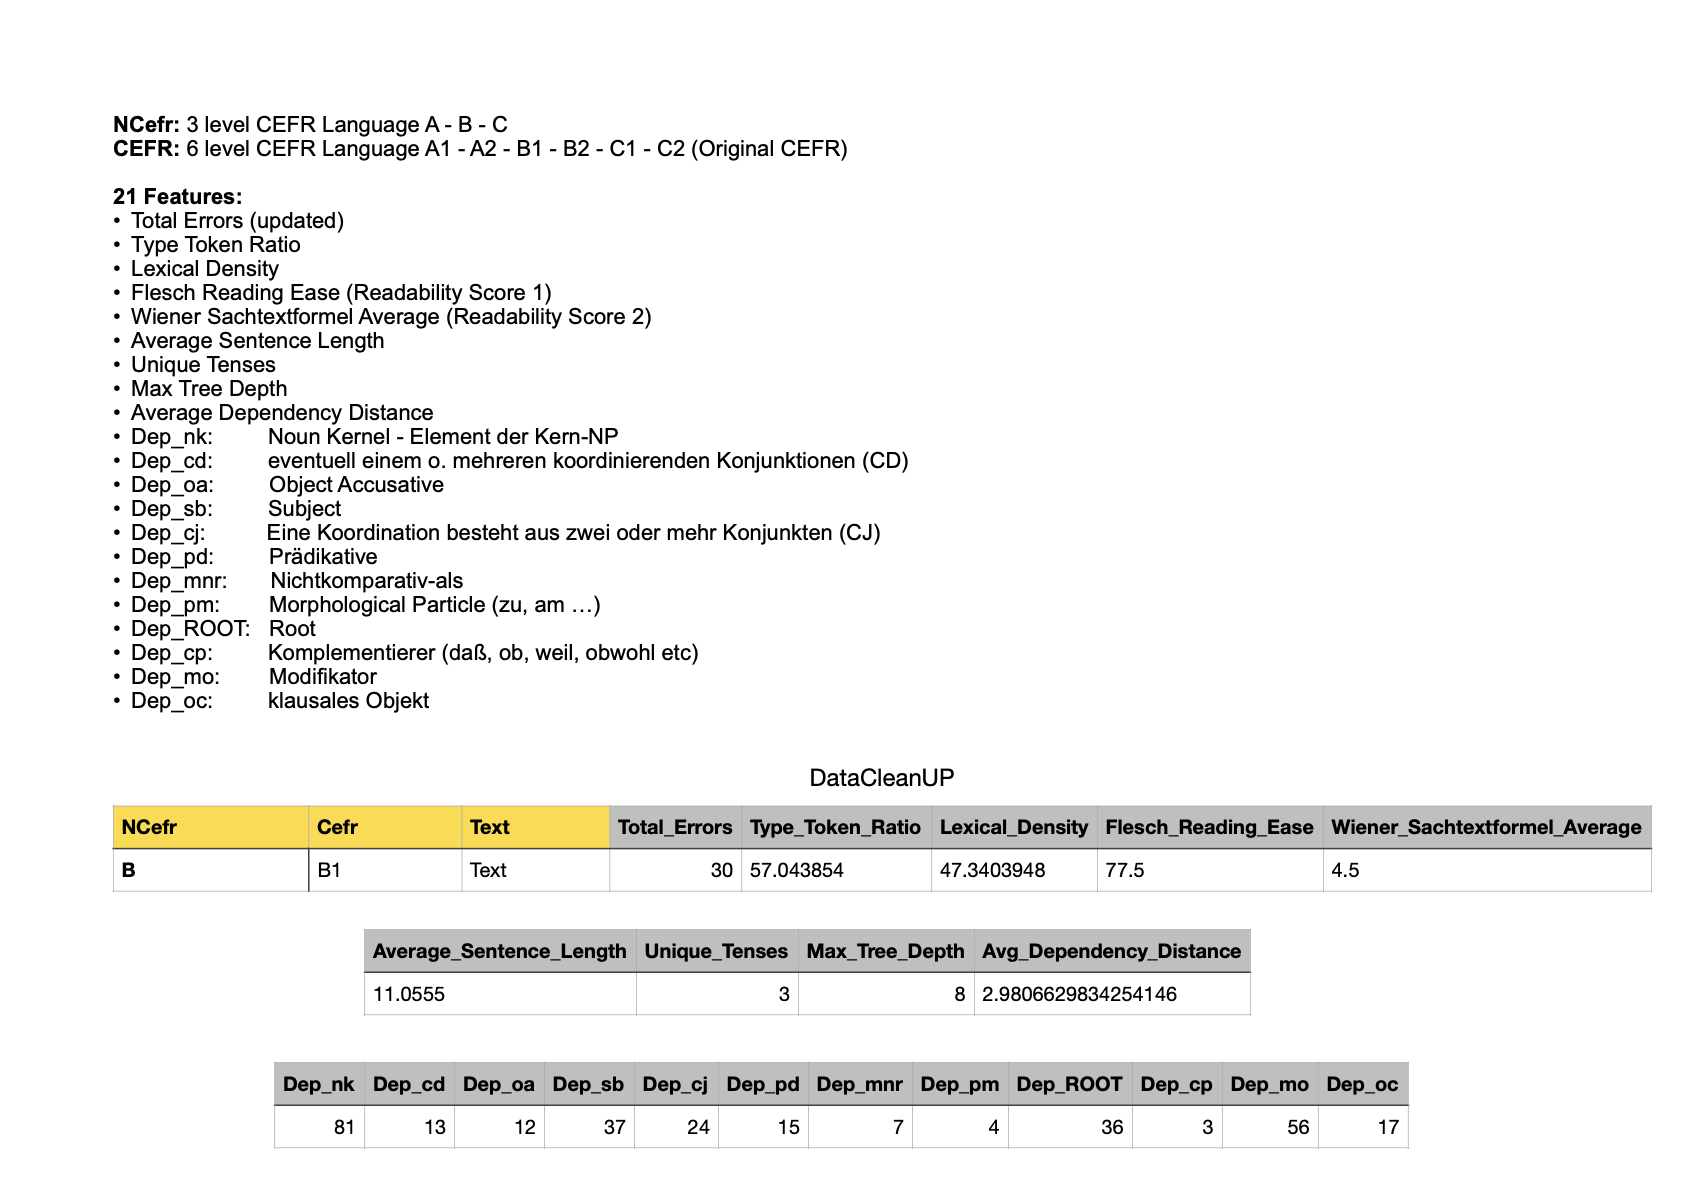 NCefr: 3 level CEFR Language A - B - C
CEFR: 6 level CEFR Language A1 - A2 - B1 - B2 - C1 - C2 (Original CEFR)
21 Features:
• Total Errors (updated)
• Type Token Ratio
• Lexical Density
• Flesch Reading Ease (Readability Score 1)
• Wiener Sachtextformel Average (Readability Score 2)
• Average Sentence Length
• Unique Tenses
• Max Tree Depth
• Average Dependency Distance
• Dep_nk: Noun Kernel - Element der Kern-NP
• Dep_cd: eventuell einem o. mehreren koordinierenden Konjunktionen (CD)
• Dep_oa: Object Accusative
• Dep_sb: Subject
• Dep_cj: Eine Koordination besteht aus zwei oder mehr Konjunkten (CJ)
• Dep_pd: Prädikative
• Dep_mnr: Nichtkomparativ-als
• Dep_pm: Morphological Particle (zu, am …)
• Dep_ROOT: Root
• Dep_cp: Komplementierer (daß, ob, weil, obwohl etc)
• Dep_mo: Modifikator
• Dep_oc: klausales Objekt
DataCleanUP
NCefr Cefr Text Total_Errors Type_Token_Ratio Lexical_Density Flesch_Reading_Ease Wiener_Sachtextformel_Average
B B1 Text 30 57.043854 47.3403948 77.5 4.5
Average_Sentence_Length Unique_Tenses Max_Tree_Depth Avg_Dependency_Distance
11.0555 3 8 2.9806629834254146
Dep_nk Dep_cd Dep_oa Dep_sb Dep_cj Dep_pd Dep_mnr Dep_pm Dep_ROOT Dep_cp Dep_mo Dep_oc
81 13 12 37 24 15 7 4 36 3 56 17